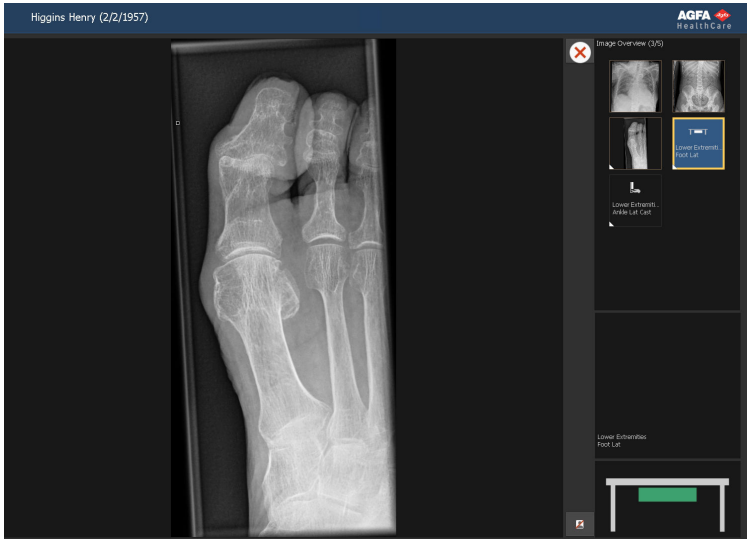 Higgins Henry (2/2/1957)
AGFA
HealthCare
Image Overview (3/5)
Lower Extremiti...
Foot Lat
Lower Extremiti...
Ankle Lat Cast
Lower Extremities
Foot Lat